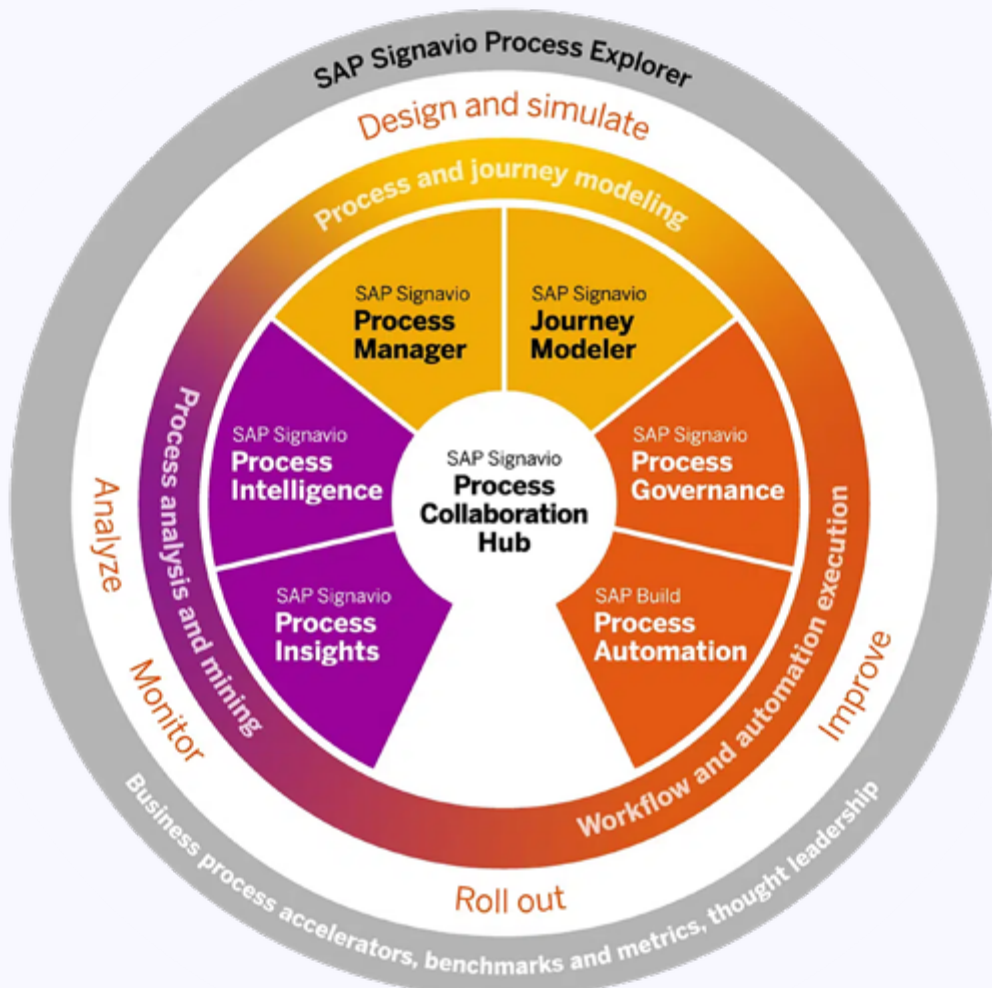 SAP Signavio Process Explorer
Design and simulate
Process and journey modeling
SAP Signavio
Process
Manager
SAP Signavio
Journey
Modeler
SAP Signavio
Process
Intelligence
SAP Signavio
Process
Collaboration
Hub
SAP Signavio
Process
Governance
SAP Signavio
Process
Insights
SAP Build
Process
Automation
Process analysis and mining
Workflow and automation execution
Analyze
Monitor
Improve
Roll out
Business process accelerators, benchmarks and metrics, thought leadership